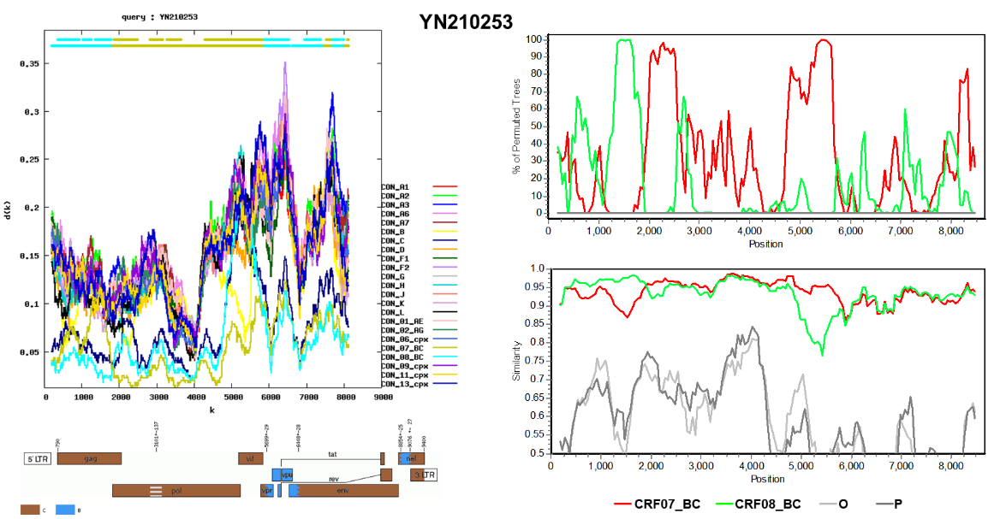 query : YN210253
YN210253
d(k)
0.35
0.3
0.25
0.2
0.15
0.1
0.05
0 1000 2000 3000 4000 5000 6000 7000 8000 9000
k
CON_A1
CON_A2
CON_A3
CON_A6
CON_A7
CON_B
CON_C
CON_D
CON_F1
CON_F2
CON_G
CON_H
CON_J
CON_K
CON_L
CON_01_AE
CON_02_AG
CON_06_cpx
CON_07_BC
CON_08_BC
CON_09_cpx
CON_11_cpx
CON_13_cpx
% of Permuted Trees
100
90
80
70
60
50
40
30
20
10
0
0 1,000 2,000 3,000 4,000 5,000 6,000 7,000 8,000
Position
Similarity
1.0
0.95
0.9
0.85
0.8
0.75
0.7
0.65
0.6
0.55
0.5
0 1,000 2,000 3,000 4,000 5,000 6,000 7,000 8,000
Position
CRF07_BC CRF08_BC O P
790
9400
5' LTR
gag
vif
tat
nef
vpu
rev
3' LTR
pol
vpr
env
C B